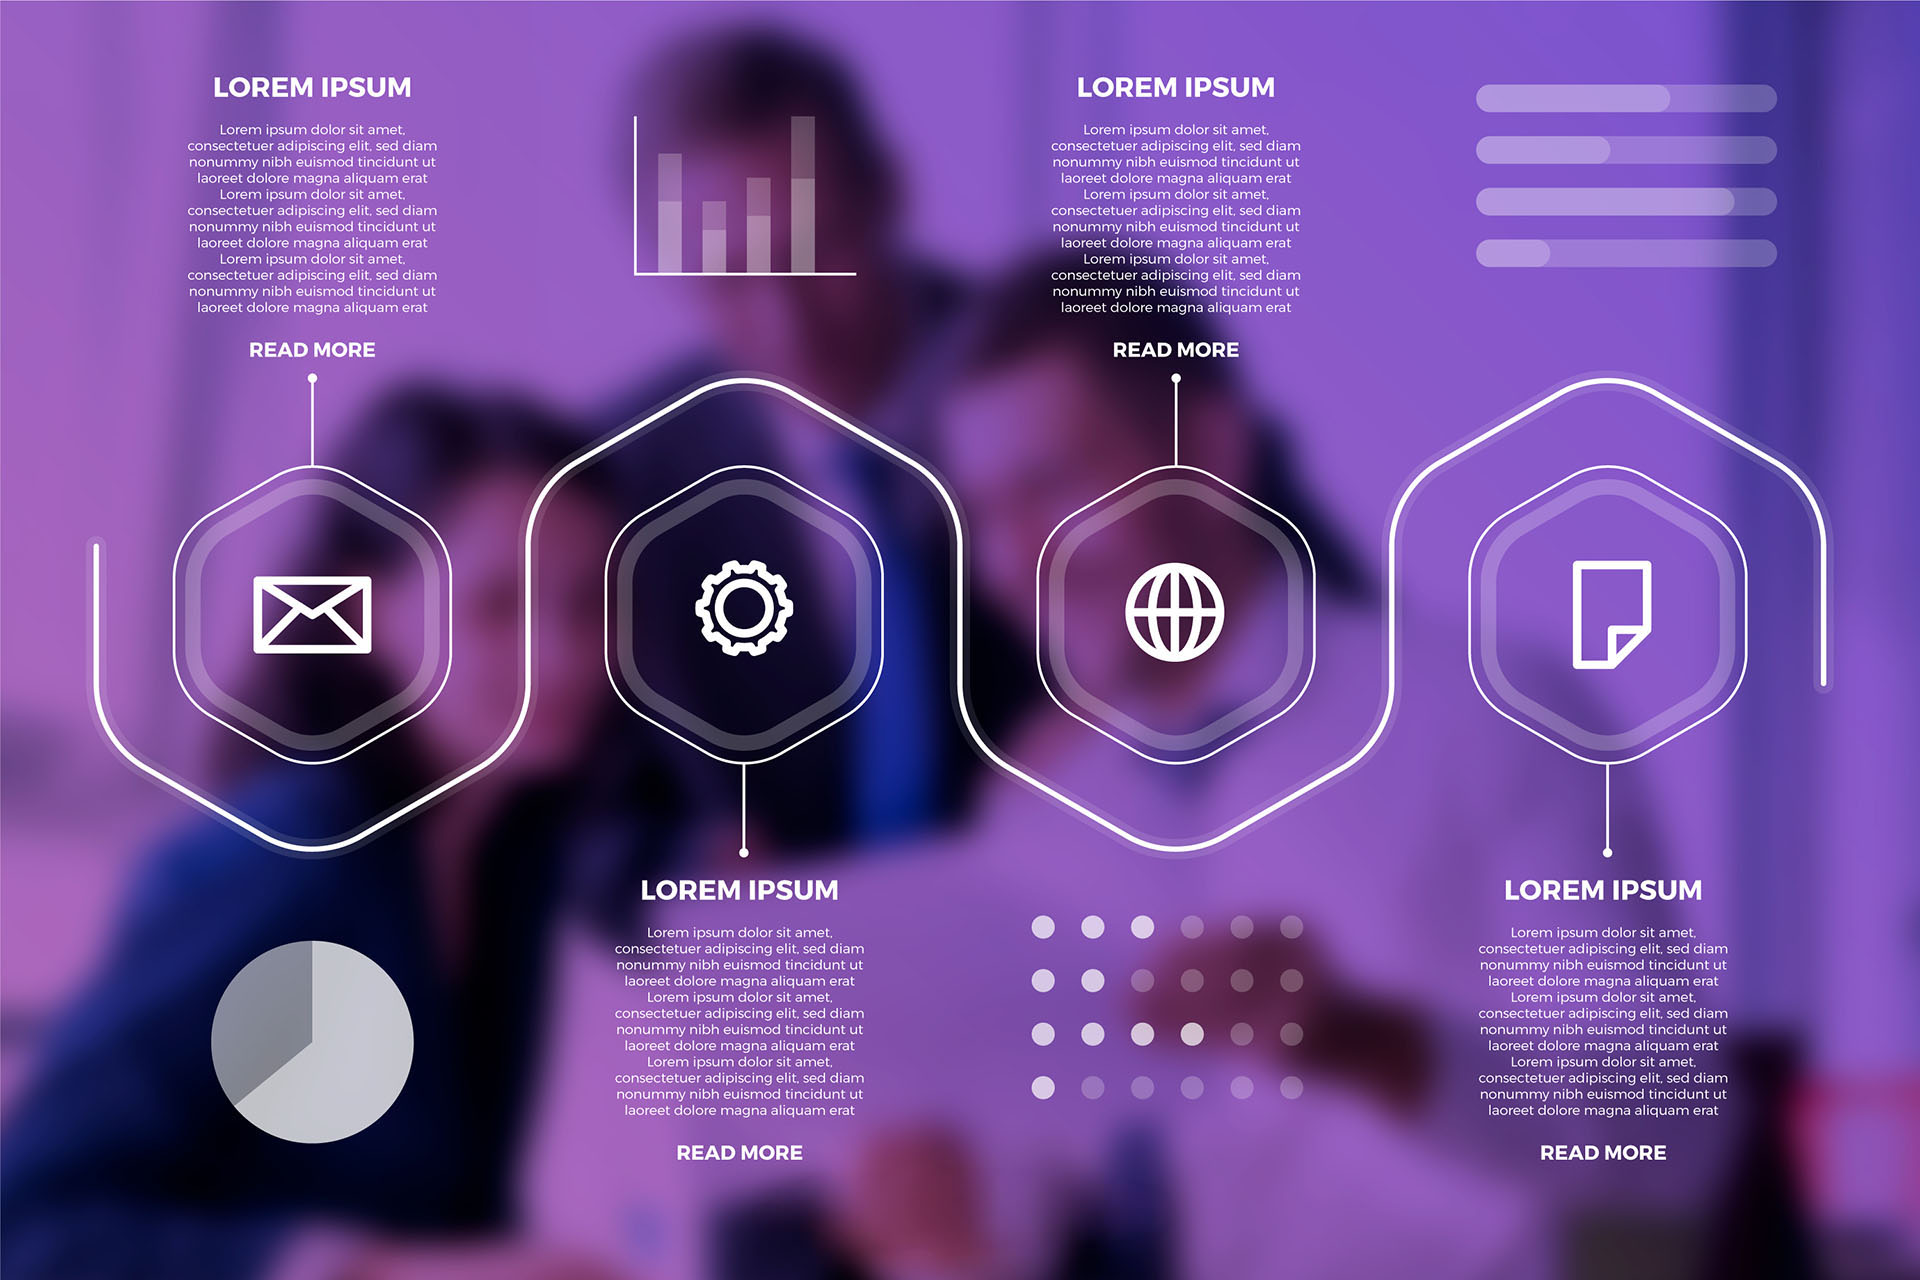 LOREM IPSUM
Lorem ipsum dolor sit amet,
consectetuer adipiscing elit, sed diam
nonummy nibh euismod tincidunt ut
laoreet dolore magna aliquam erat
Lorem ipsum dolor sit amet,
consectetuer adipiscing elit, sed diam
nonummy nibh euismod tincidunt ut
laoreet dolore magna aliquam erat
Lorem ipsum dolor sit amet,
consectetuer adipiscing elit, sed diam
nonummy nibh euismod tincidunt ut
laoreet dolore magna aliquam erat
READ MORE
LOREM IPSUM
Lorem ipsum dolor sit amet,
consectetuer adipiscing elit, sed diam
nonummy nibh euismod tincidunt ut
laoreet dolore magna aliquam erat
Lorem ipsum dolor sit amet,
consectetuer adipiscing elit, sed diam
nonummy nibh euismod tincidunt ut
laoreet dolore magna aliquam erat
Lorem ipsum dolor sit amet,
consectetuer adipiscing elit, sed diam
nonummy nibh euismod tincidunt ut
laoreet dolore magna aliquam erat
READ MORE
LOREM IPSUM
Lorem ipsum dolor sit amet,
consectetuer adipiscing elit, sed diam
nonummy nibh euismod tincidunt ut
laoreet dolore magna aliquam erat
Lorem ipsum dolor sit amet,
consectetuer adipiscing elit, sed diam
nonummy nibh euismod tincidunt ut
laoreet dolore magna aliquam erat
Lorem ipsum dolor sit amet,
consectetuer adipiscing elit, sed diam
nonummy nibh euismod tincidunt ut
laoreet dolore magna aliquam erat
READ MORE
LOREM IPSUM
Lorem ipsum dolor sit amet,
consectetuer adipiscing elit, sed diam
nonummy nibh euismod tincidunt ut
laoreet dolore magna aliquam erat
Lorem ipsum dolor sit amet,
consectetuer adipiscing elit, sed diam
nonummy nibh euismod tincidunt ut
laoreet dolore magna aliquam erat
Lorem ipsum dolor sit amet,
consectetuer adipiscing elit, sed diam
nonummy nibh euismod tincidunt ut
laoreet dolore magna aliquam erat
READ MORE